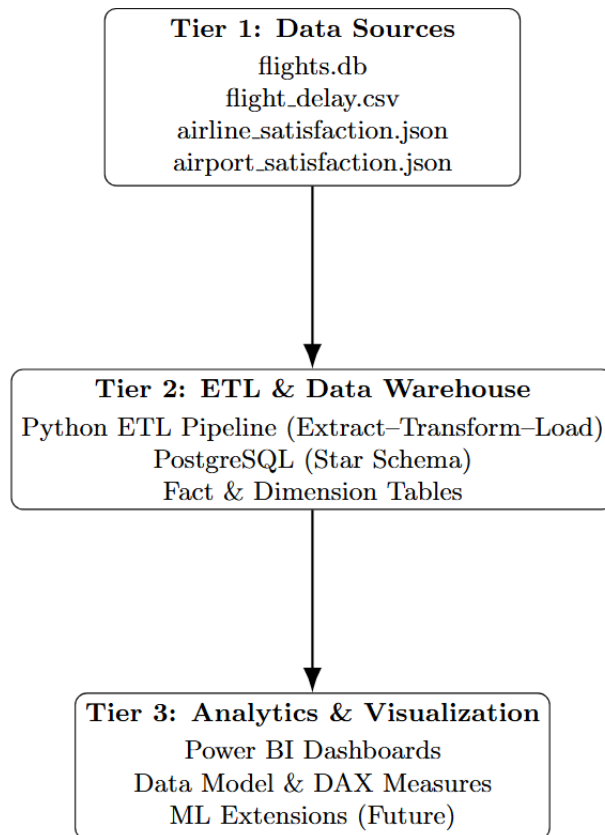 Tier 1: Data Sources
flights.db
flight_delay.csv
airline_satisfaction.json
airport_satisfaction.json
Tier 2: ETL & Data Warehouse
Python ETL Pipeline (Extract–Transform–Load)
PostgreSQL (Star Schema)
Fact & Dimension Tables
Tier 3: Analytics & Visualization
Power BI Dashboards
Data Model & DAX Measures
ML Extensions (Future)